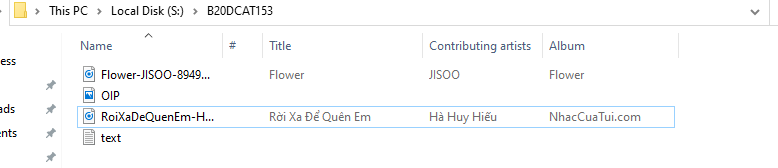 This PC > Local Disk (S:) > B20DCAT153
Name # Title Contributing artists Album
ess Flower-JISOO-8949... Flower JISOO Flower
OIP
ads RoiXaDeQuenEm-H... Rời Xa Để Quên Em Hà Huy Hiếu NhacCuaTui.com
ents text